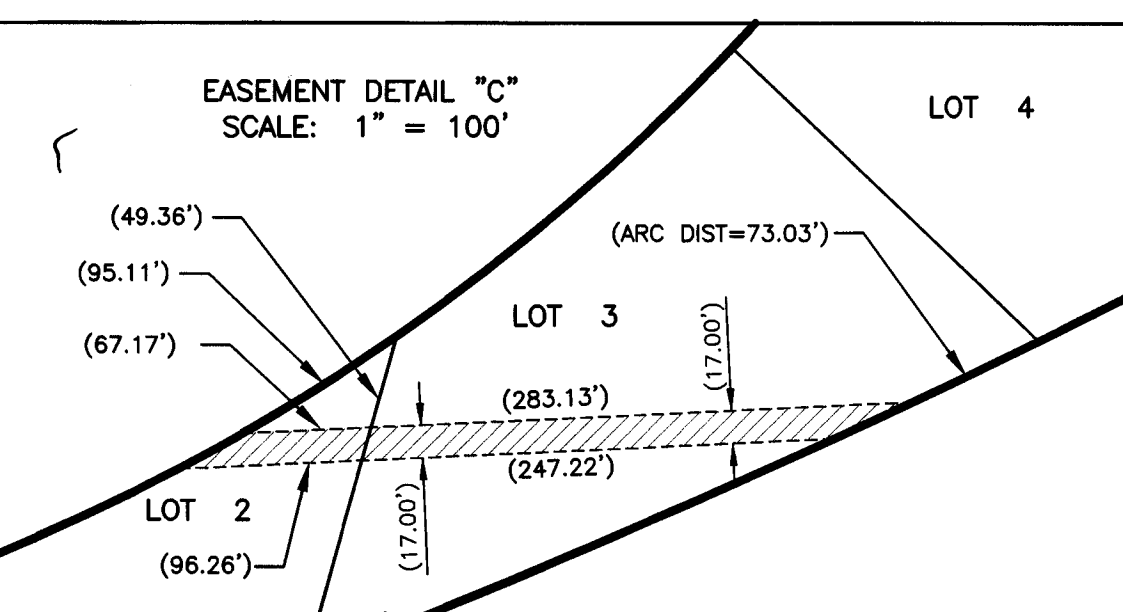 EASEMENT DETAIL "C"
SCALE: 1" = 100'
LOT 4
(49.36')
(ARC DIST=73.03')
(95.11')
LOT 3
(67.17')
(17.00')
(283.13')
(247.22')
LOT 2
(17.00')
(96.26')